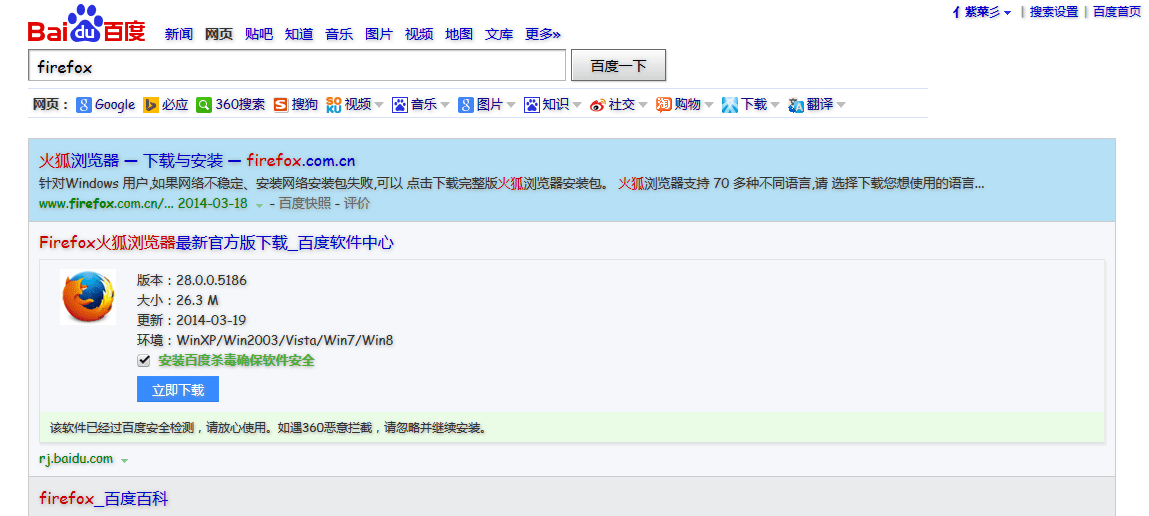 亻紫菜彡 | 搜索设置 | 百度首页
Bai du 百度 新闻 网页 贴吧 知道 音乐 图片 视频 地图 文库 更多»
firefox 百度一下
网页： Google 必应 360搜索 搜狗 视频 音乐 图片 知识 社交 购物 下载 翻译
火狐浏览器 — 下载与安装 — firefox.com.cn
针对Windows 用户,如果网络不稳定、安装网络安装包失败,可以 点击下载完整版火狐浏览器安装包。 火狐浏览器支持 70 多种不同语言,请 选择下载您想使用的语言...
www.firefox.com.cn/... 2014-03-18 - 百度快照 - 评价
Firefox火狐浏览器最新官方版下载_百度软件中心
版本：28.0.0.5186
大小：26.3 M
更新：2014-03-19
环境：WinXP/Win2003/Vista/Win7/Win8
安装百度杀毒确保软件安全
立即下载
该软件已经过百度安全检测，请放心使用。如遇360恶意拦截，请忽略并继续安装。
rj.baidu.com
firefox_百度百科